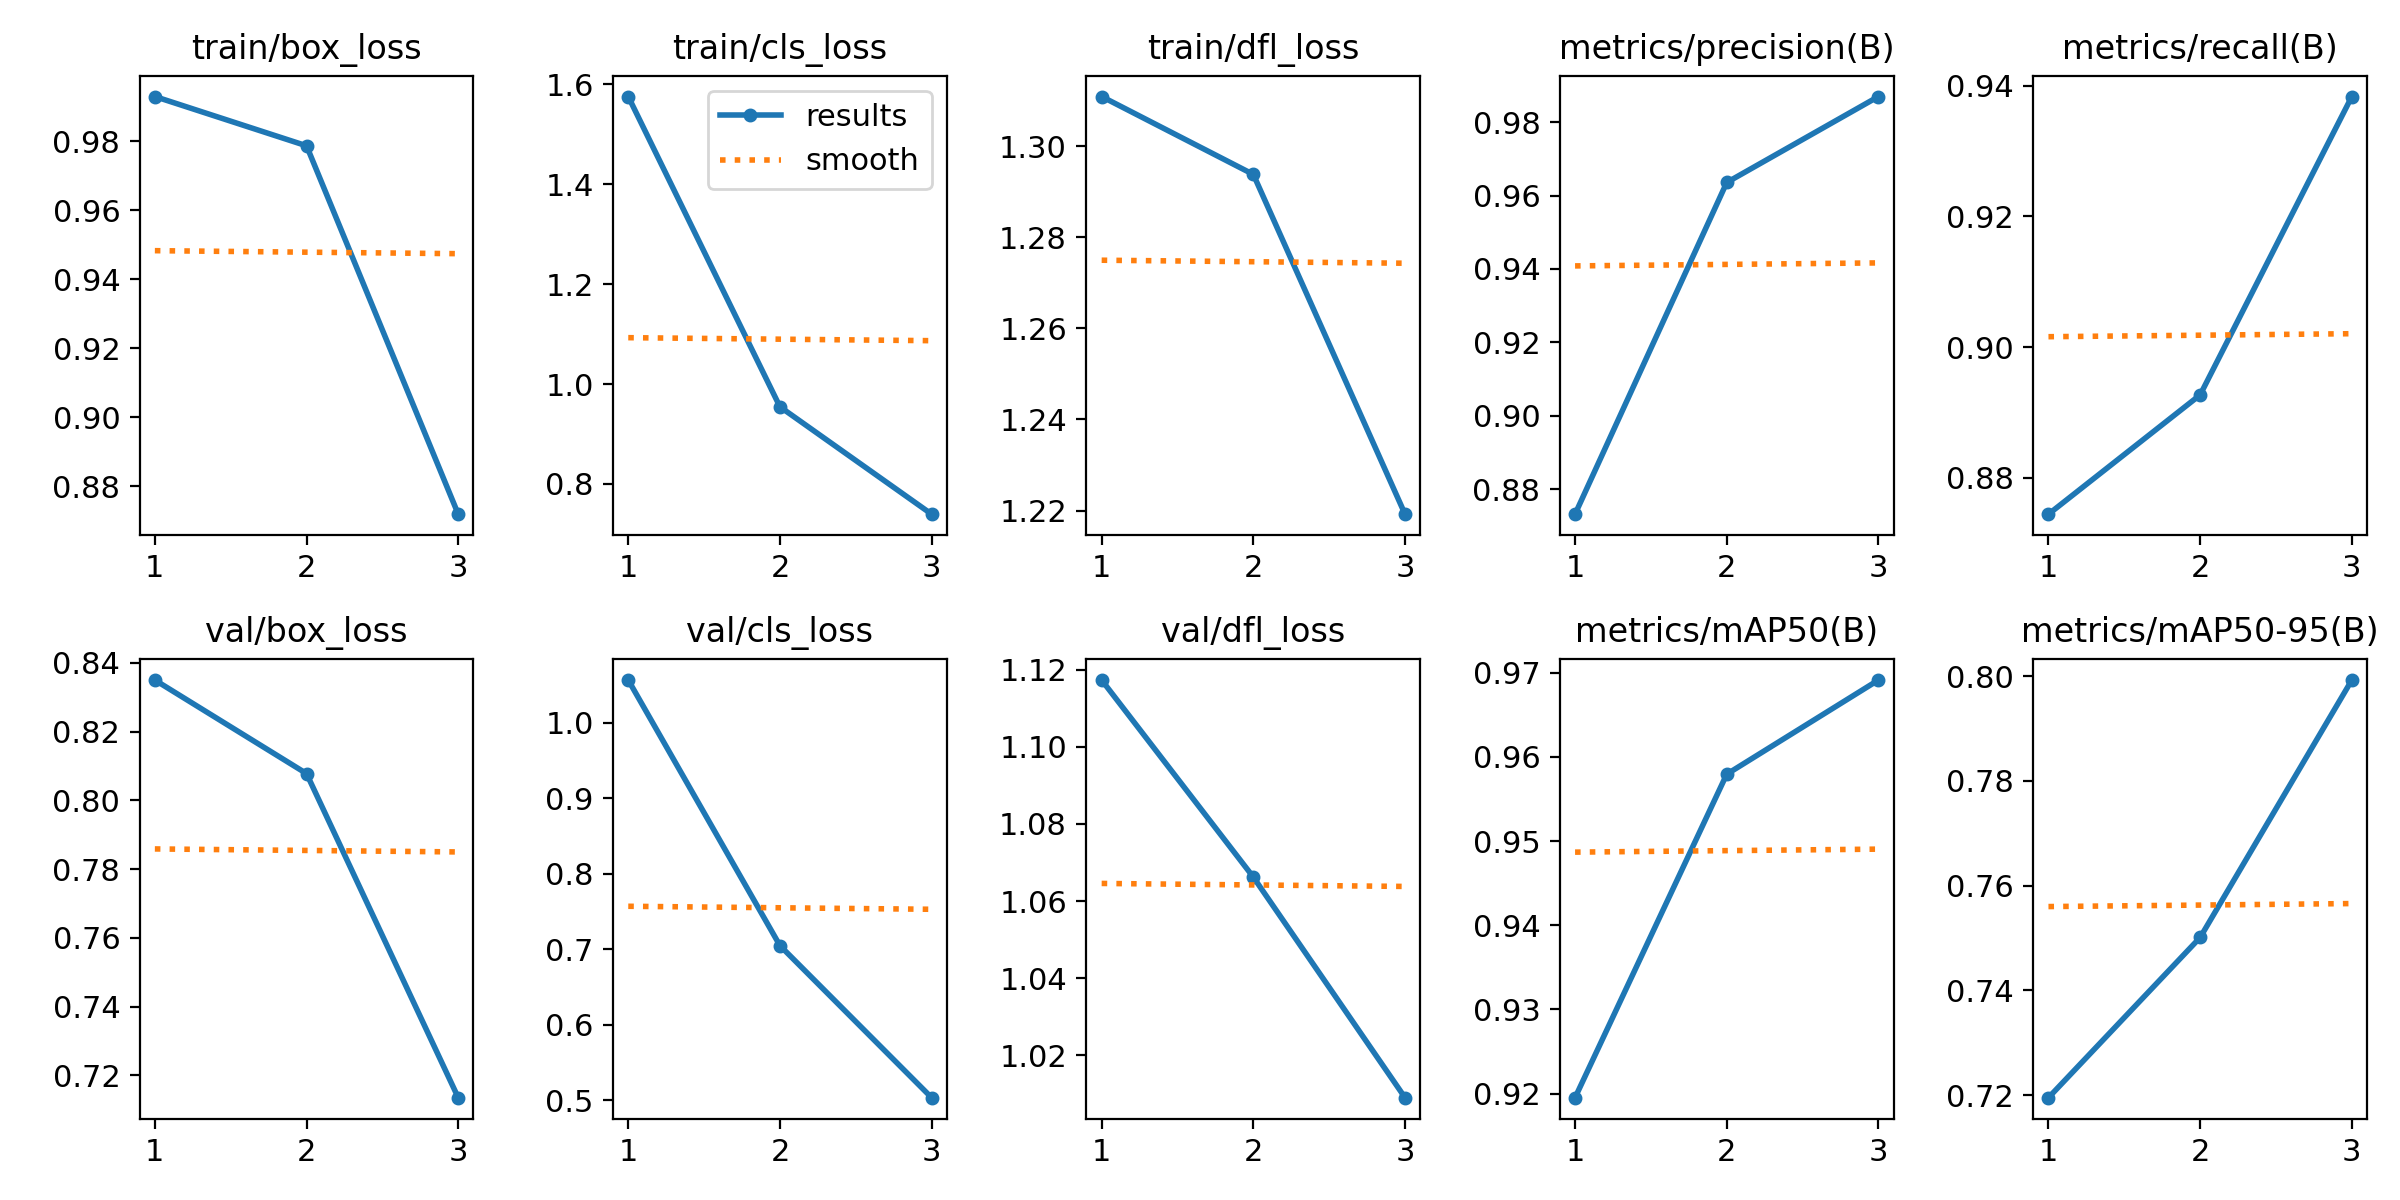 train/box_loss
0.98
0.96
0.94
0.92
0.90
0.88
1 2 3
train/cls_loss
1.6
1.4
1.2
1.0
0.8
results
smooth
1 2 3
train/dfl_loss
1.30
1.28
1.26
1.24
1.22
1 2 3
metrics/precision(B)
0.98
0.96
0.94
0.92
0.90
0.88
1 2 3
metrics/recall(B)
0.94
0.92
0.90
0.88
1 2 3
val/box_loss
0.84
0.82
0.80
0.78
0.76
0.74
0.72
1 2 3
val/cls_loss
1.0
0.9
0.8
0.7
0.6
0.5
1 2 3
val/dfl_loss
1.12
1.10
1.08
1.06
1.04
1.02
1 2 3
metrics/mAP50(B)
0.97
0.96
0.95
0.94
0.93
0.92
1 2 3
metrics/mAP50-95(B)
0.80
0.78
0.76
0.74
0.72
1 2 3